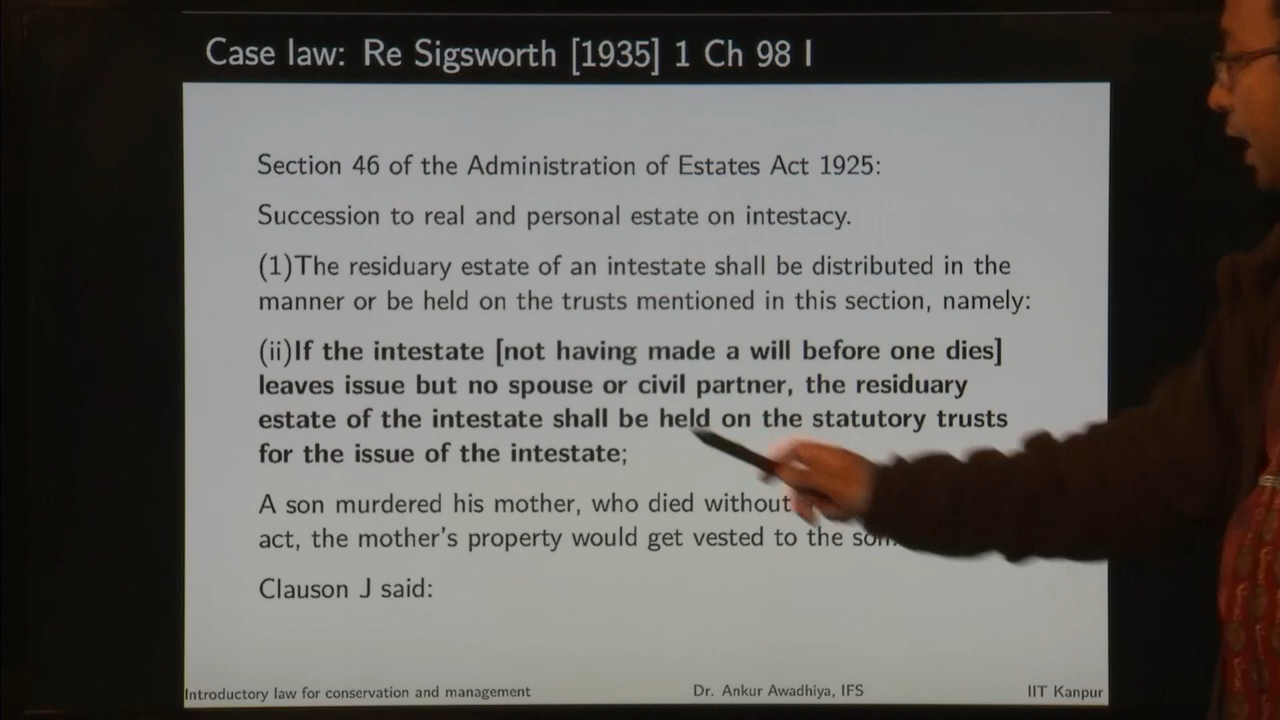 Case law: Re Sigsworth [1935] 1 Ch 98 I
Section 46 of the Administration of Estates Act 1925:
Succession to real and personal estate on intestacy.
(1)The residuary estate of an intestate shall be distributed in the
manner or be held on the trusts mentioned in this section, namely:
(ii)If the intestate [not having made a will before one dies]
leaves issue but no spouse or civil partner, the residuary
estate of the intestate shall be held on the statutory trusts
for the issue of the intestate;
A son murdered his mother, who died without
act, the mother's property would get vested to the son.
Clauson J said:
Introductory law for conservation and management
Dr. Ankur Awadhiya, IFS
IIT Kanpur